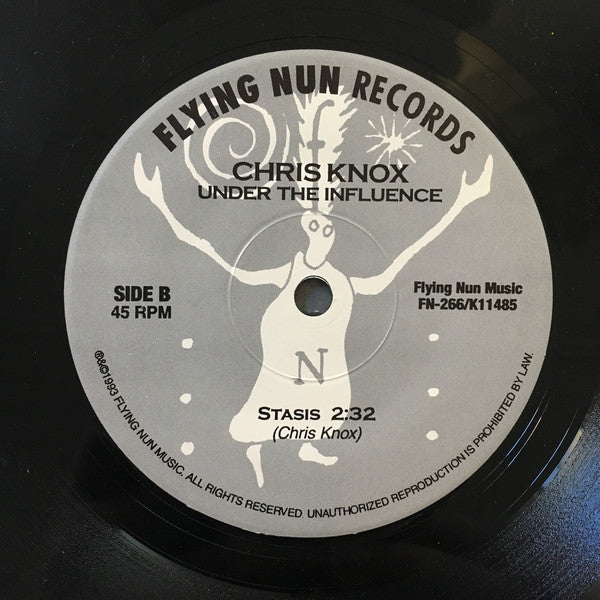 FLYING NUN RECORDS
CHRIS KNOX
UNDER THE INFLUENCE
SIDE B
45 RPM
Flying Nun Music
FN-266/K11485
N
STASIS 2:32
(Chris Knox)
℗&©1993 FLYING NUN MUSIC. ALL RIGHTS RESERVED. UNAUTHORIZED REPRODUCTION IS PROHIBITED BY LAW.